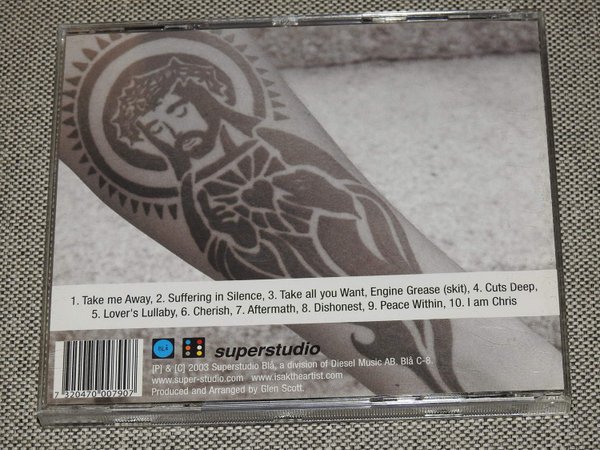 1. Take me Away, 2. Suffering in Silence, 3. Take all you Want, Engine Grease (skit), 4. Cuts Deep,
5. Lover's Lullaby, 6. Cherish, 7. Aftermath, 8. Dishonest, 9. Peace Within, 10. I am Chris
BLÅ superstudio
[P] & [C] 2003 Superstudio Blå, a division of Diesel Music AB. Blå C-8.
www.super-studio.com www.isaktheartist.com
Produced and Arranged by Glen Scott.
7 320470 007907